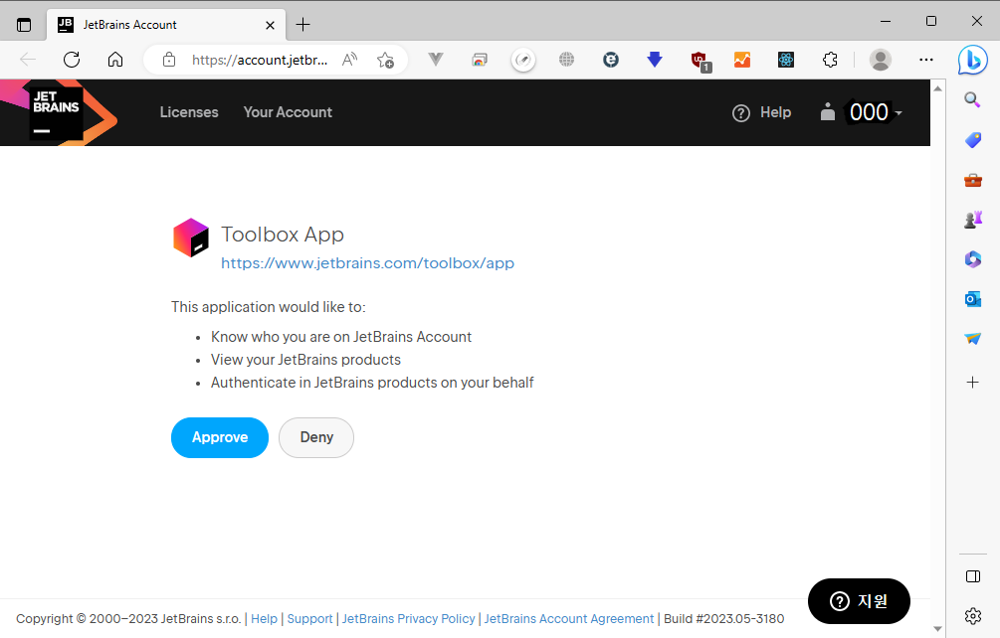 JB
JetBrains Account
https://account.jetbr...
1
JET
BRAINS
Licenses
Your Account
Help
000
Toolbox App
https://www.jetbrains.com/toolbox/app
This application would like to:
• Know who you are on JetBrains Account
• View your JetBrains products
• Authenticate in JetBrains products on your behalf
Approve
Deny
지원
Copyright © 2000–2023 JetBrains s.r.o. | Help | Support | JetBrains Privacy Policy | JetBrains Account Agreement | Build #2023.05-3180